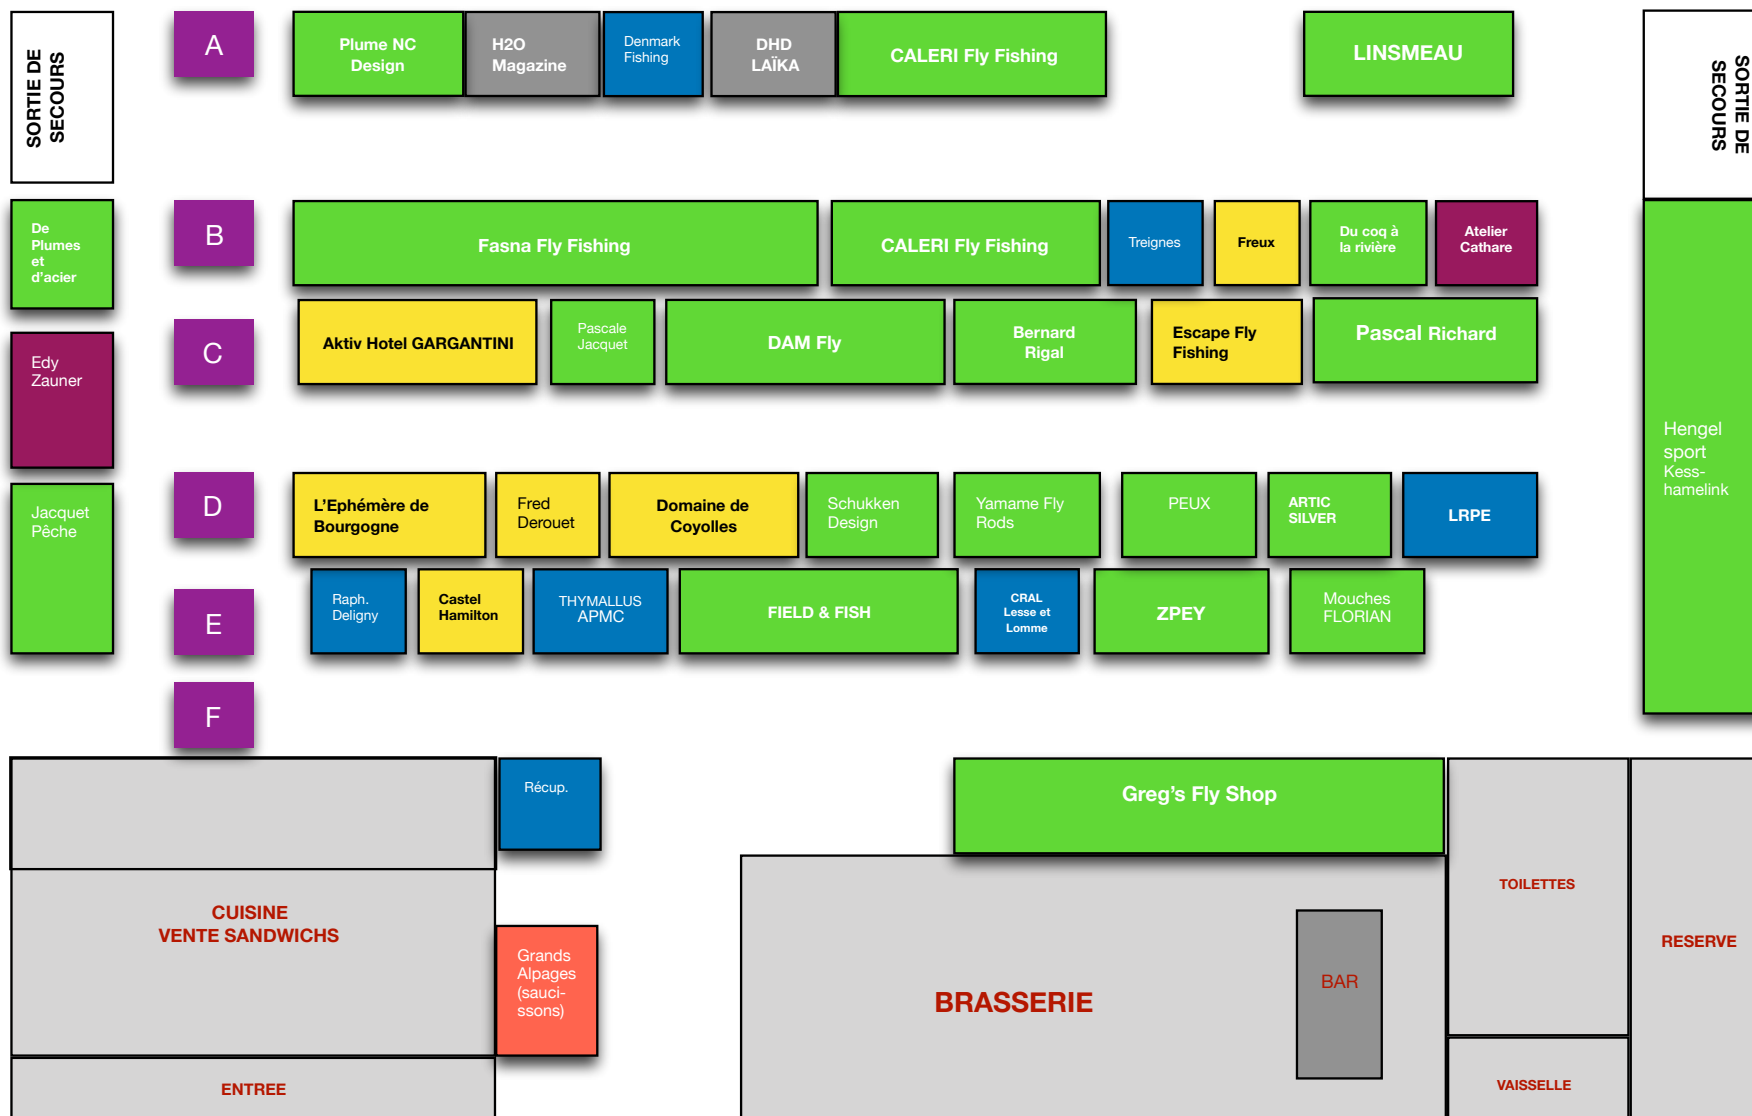 SORTIE DE
SECOURS
A
Plume NC
Design
H2O
Magazine
Denmark
Fishing
DHD
LAÏKA
CALERI Fly Fishing
LINSMEAU
SORTIE DE
SECOURS
De
Plumes
et
d'acier
B
Fasna Fly Fishing
CALERI Fly Fishing
Treignes
Freux
Du coq à
la rivière
Atelier
Cathare
Edy
Zauner
C
Aktiv Hotel GARGANTINI
Pascale
Jacquet
DAM Fly
Bernard
Rigal
Escape Fly
Fishing
Pascal Richard
Hengel
sport
Kess-
hamelink
Jacquet
Pêche
D
L'Ephémère de
Bourgogne
Fred
Derouet
Domaine de
Coyolles
Schukken
Design
Yamame Fly
Rods
PEUX
ARTIC
SILVER
LRPE
E
Raph.
Deligny
Castel
Hamilton
THYMALLUS
APMC
FIELD & FISH
CRAL
Lesse et
Lomme
ZPEY
Mouches
FLORIAN
F
Récup.
Greg's Fly Shop
CUISINE
VENTE SANDWICHS
Grands
Alpages
(sauci-
ssons)
BRASSERIE
BAR
TOILETTES
RESERVE
ENTREE
VAISSELLE